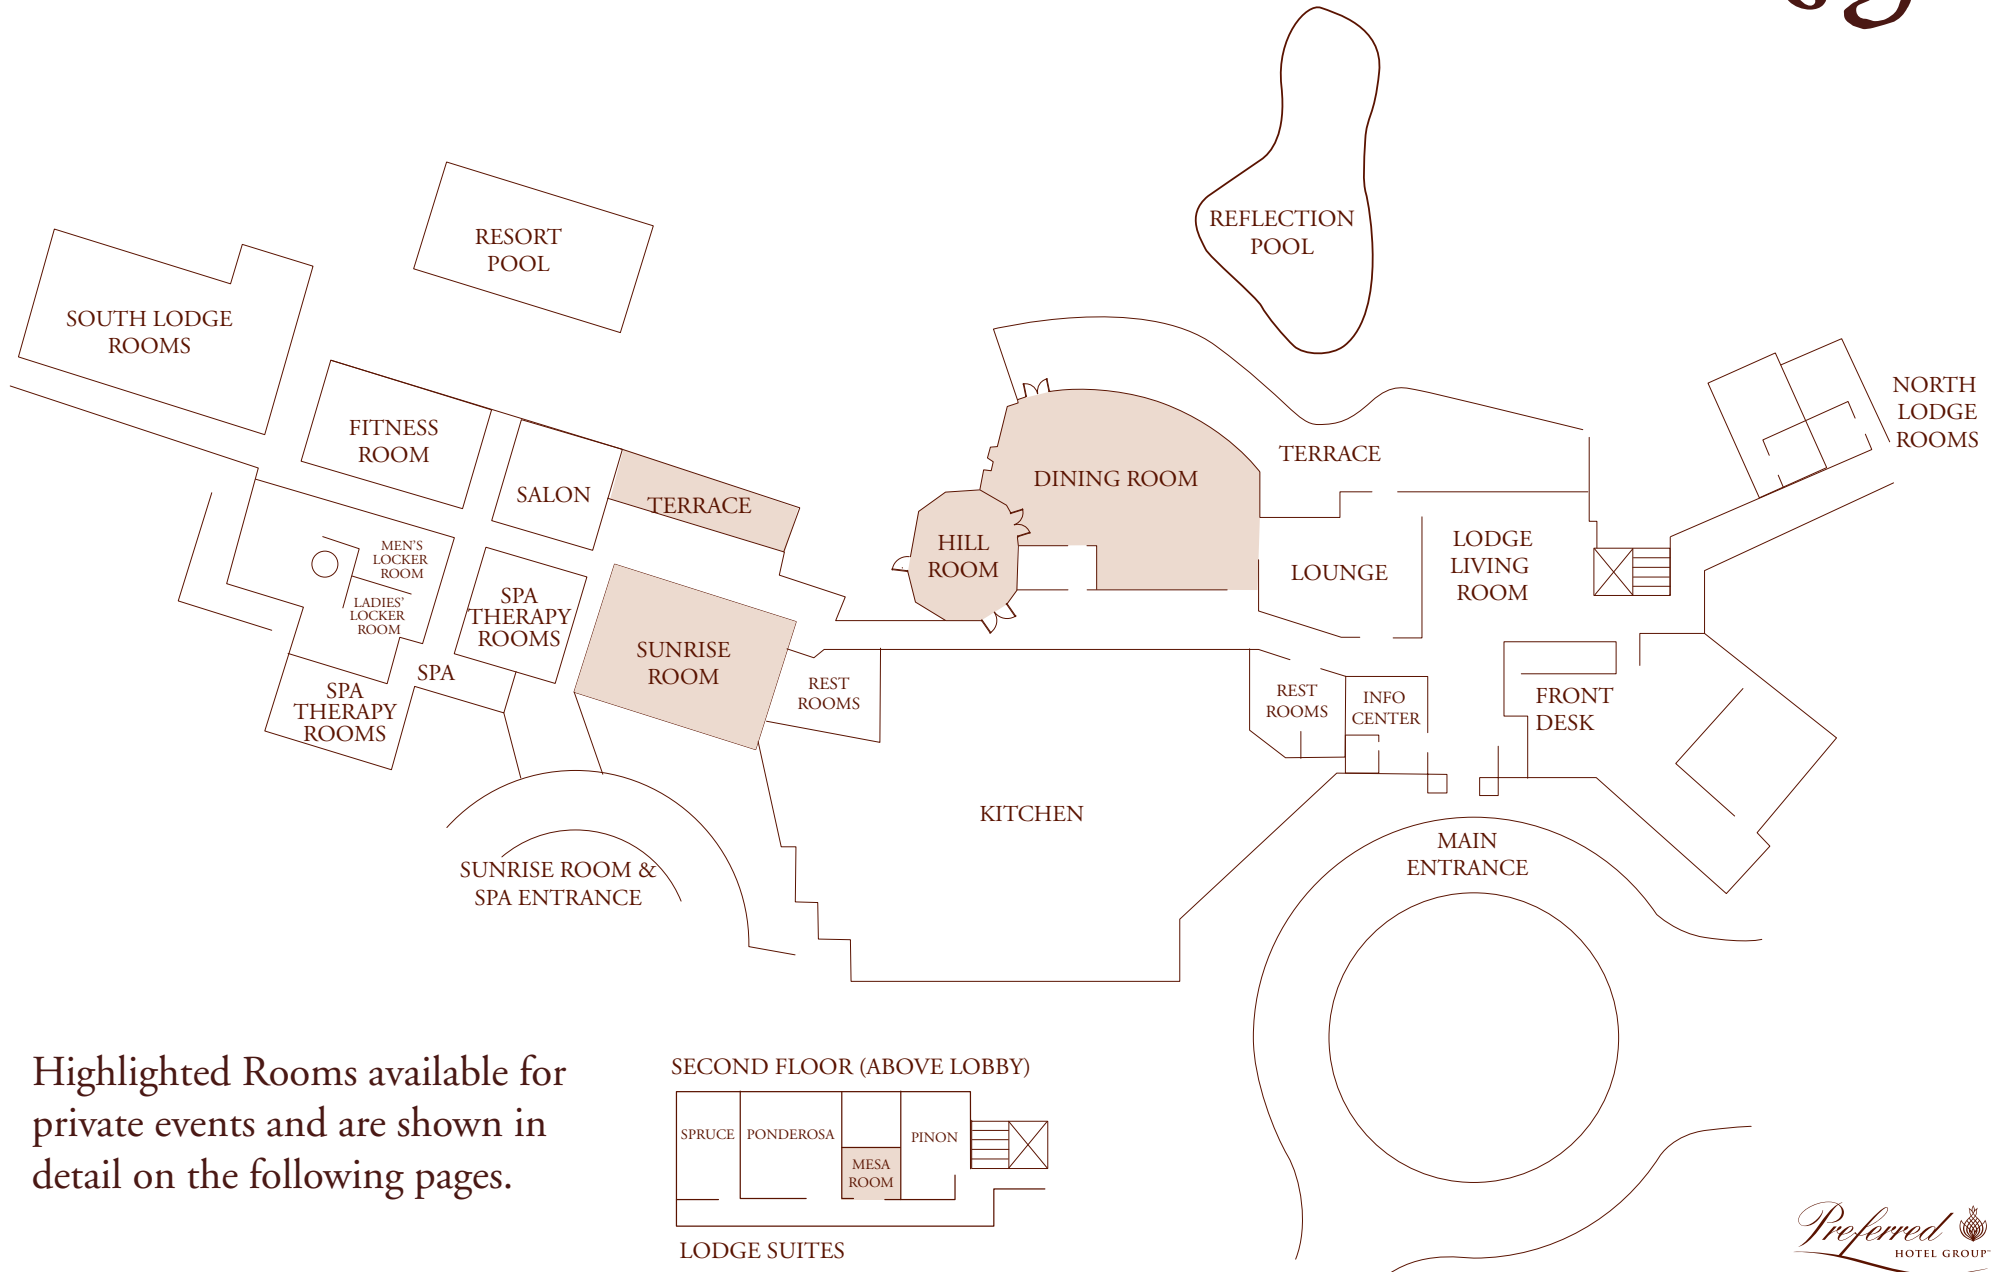 REFLECTION
POOL
RESORT
POOL
SOUTH LODGE
ROOMS
NORTH
LODGE
ROOMS
FITNESS
ROOM
SALON
TERRACE
DINING ROOM
TERRACE
HILL
ROOM
LOUNGE
LODGE
LIVING
ROOM
MEN'S
LOCKER
ROOM
LADIES'
LOCKER
ROOM
SPA
THERAPY
ROOMS
SUNRISE
ROOM
SPA
SPA
THERAPY
ROOMS
REST
ROOMS
REST
ROOMS
INFO
CENTER
FRONT
DESK
KITCHEN
MAIN
ENTRANCE
SUNRISE ROOM &
SPA ENTRANCE
Highlighted Rooms available for
private events and are shown in
detail on the following pages.
SECOND FLOOR (ABOVE LOBBY)
SPRUCE
PONDEROSA
PINON
MESA
ROOM
LODGE SUITES
Preferred
HOTEL GROUP™